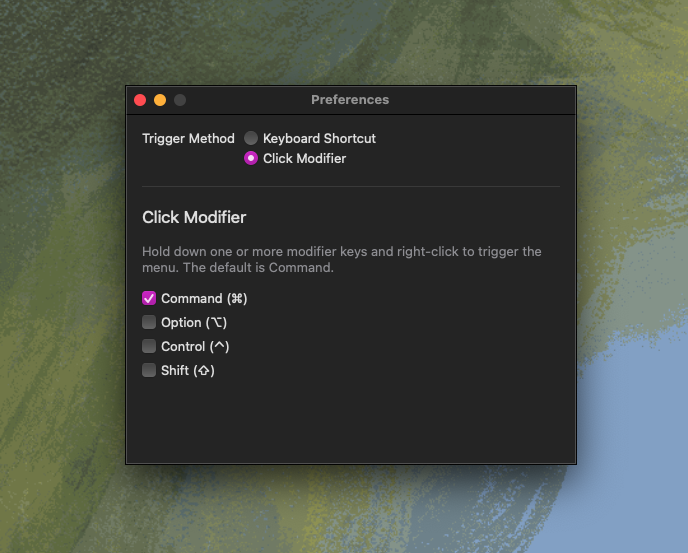 Preferences
Trigger Method
Keyboard Shortcut
Click Modifier
Click Modifier
Hold down one or more modifier keys and right-click to trigger the
menu. The default is Command.
Command (⌘)
Option (⌥)
Control (^)
Shift (⇧)